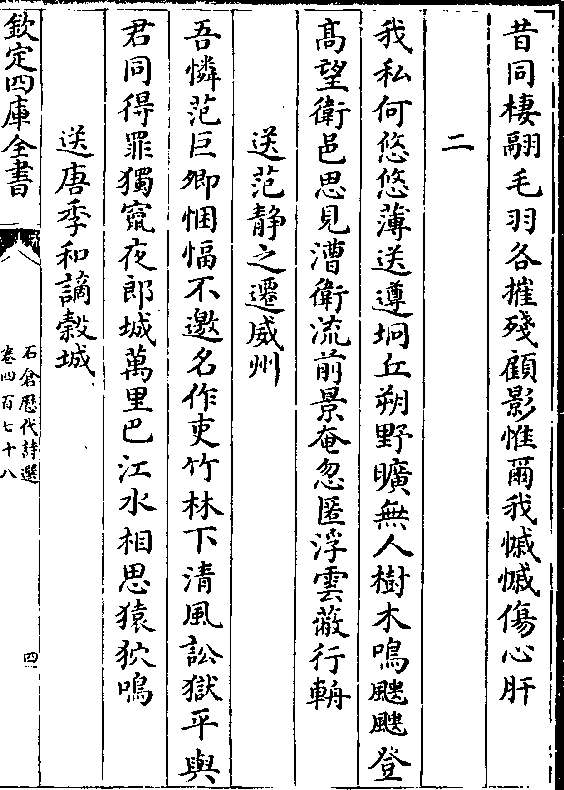 昔同棲翮毛羽各摧殘顧影惟爾我慽慽傷心肝
二
我私何悠悠薄送遵坰丘朔野曠無人樹木鳴颼颼登
髙望衛邑思見漕衛流前景奄忽匿浮雲蔽行輈
送范静之遷威州
吾憐范巨卿悃愊不邀名作吏竹林下清風訟獄平與
君同得罪獨竄夜郎城萬里巴江水相思猿狖鳴
送唐季和謫穀城
欽定四庫全書
石倉歷代詩選
卷四百七十八
四